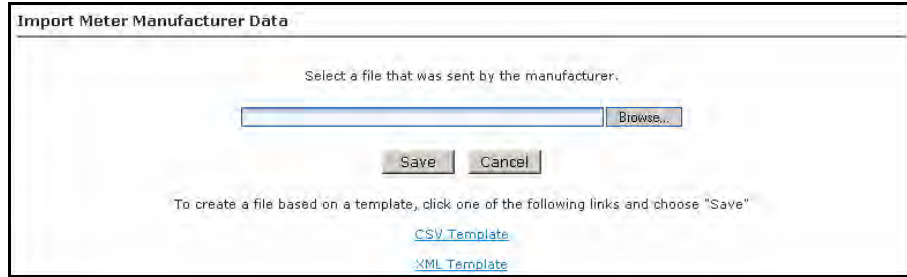 Import Meter Manufacturer Data
Select a file that was sent by the manufacturer.
Browse...
Save Cancel
To create a file based on a template, click one of the following links and choose "Save"
CSV Template
XML Template